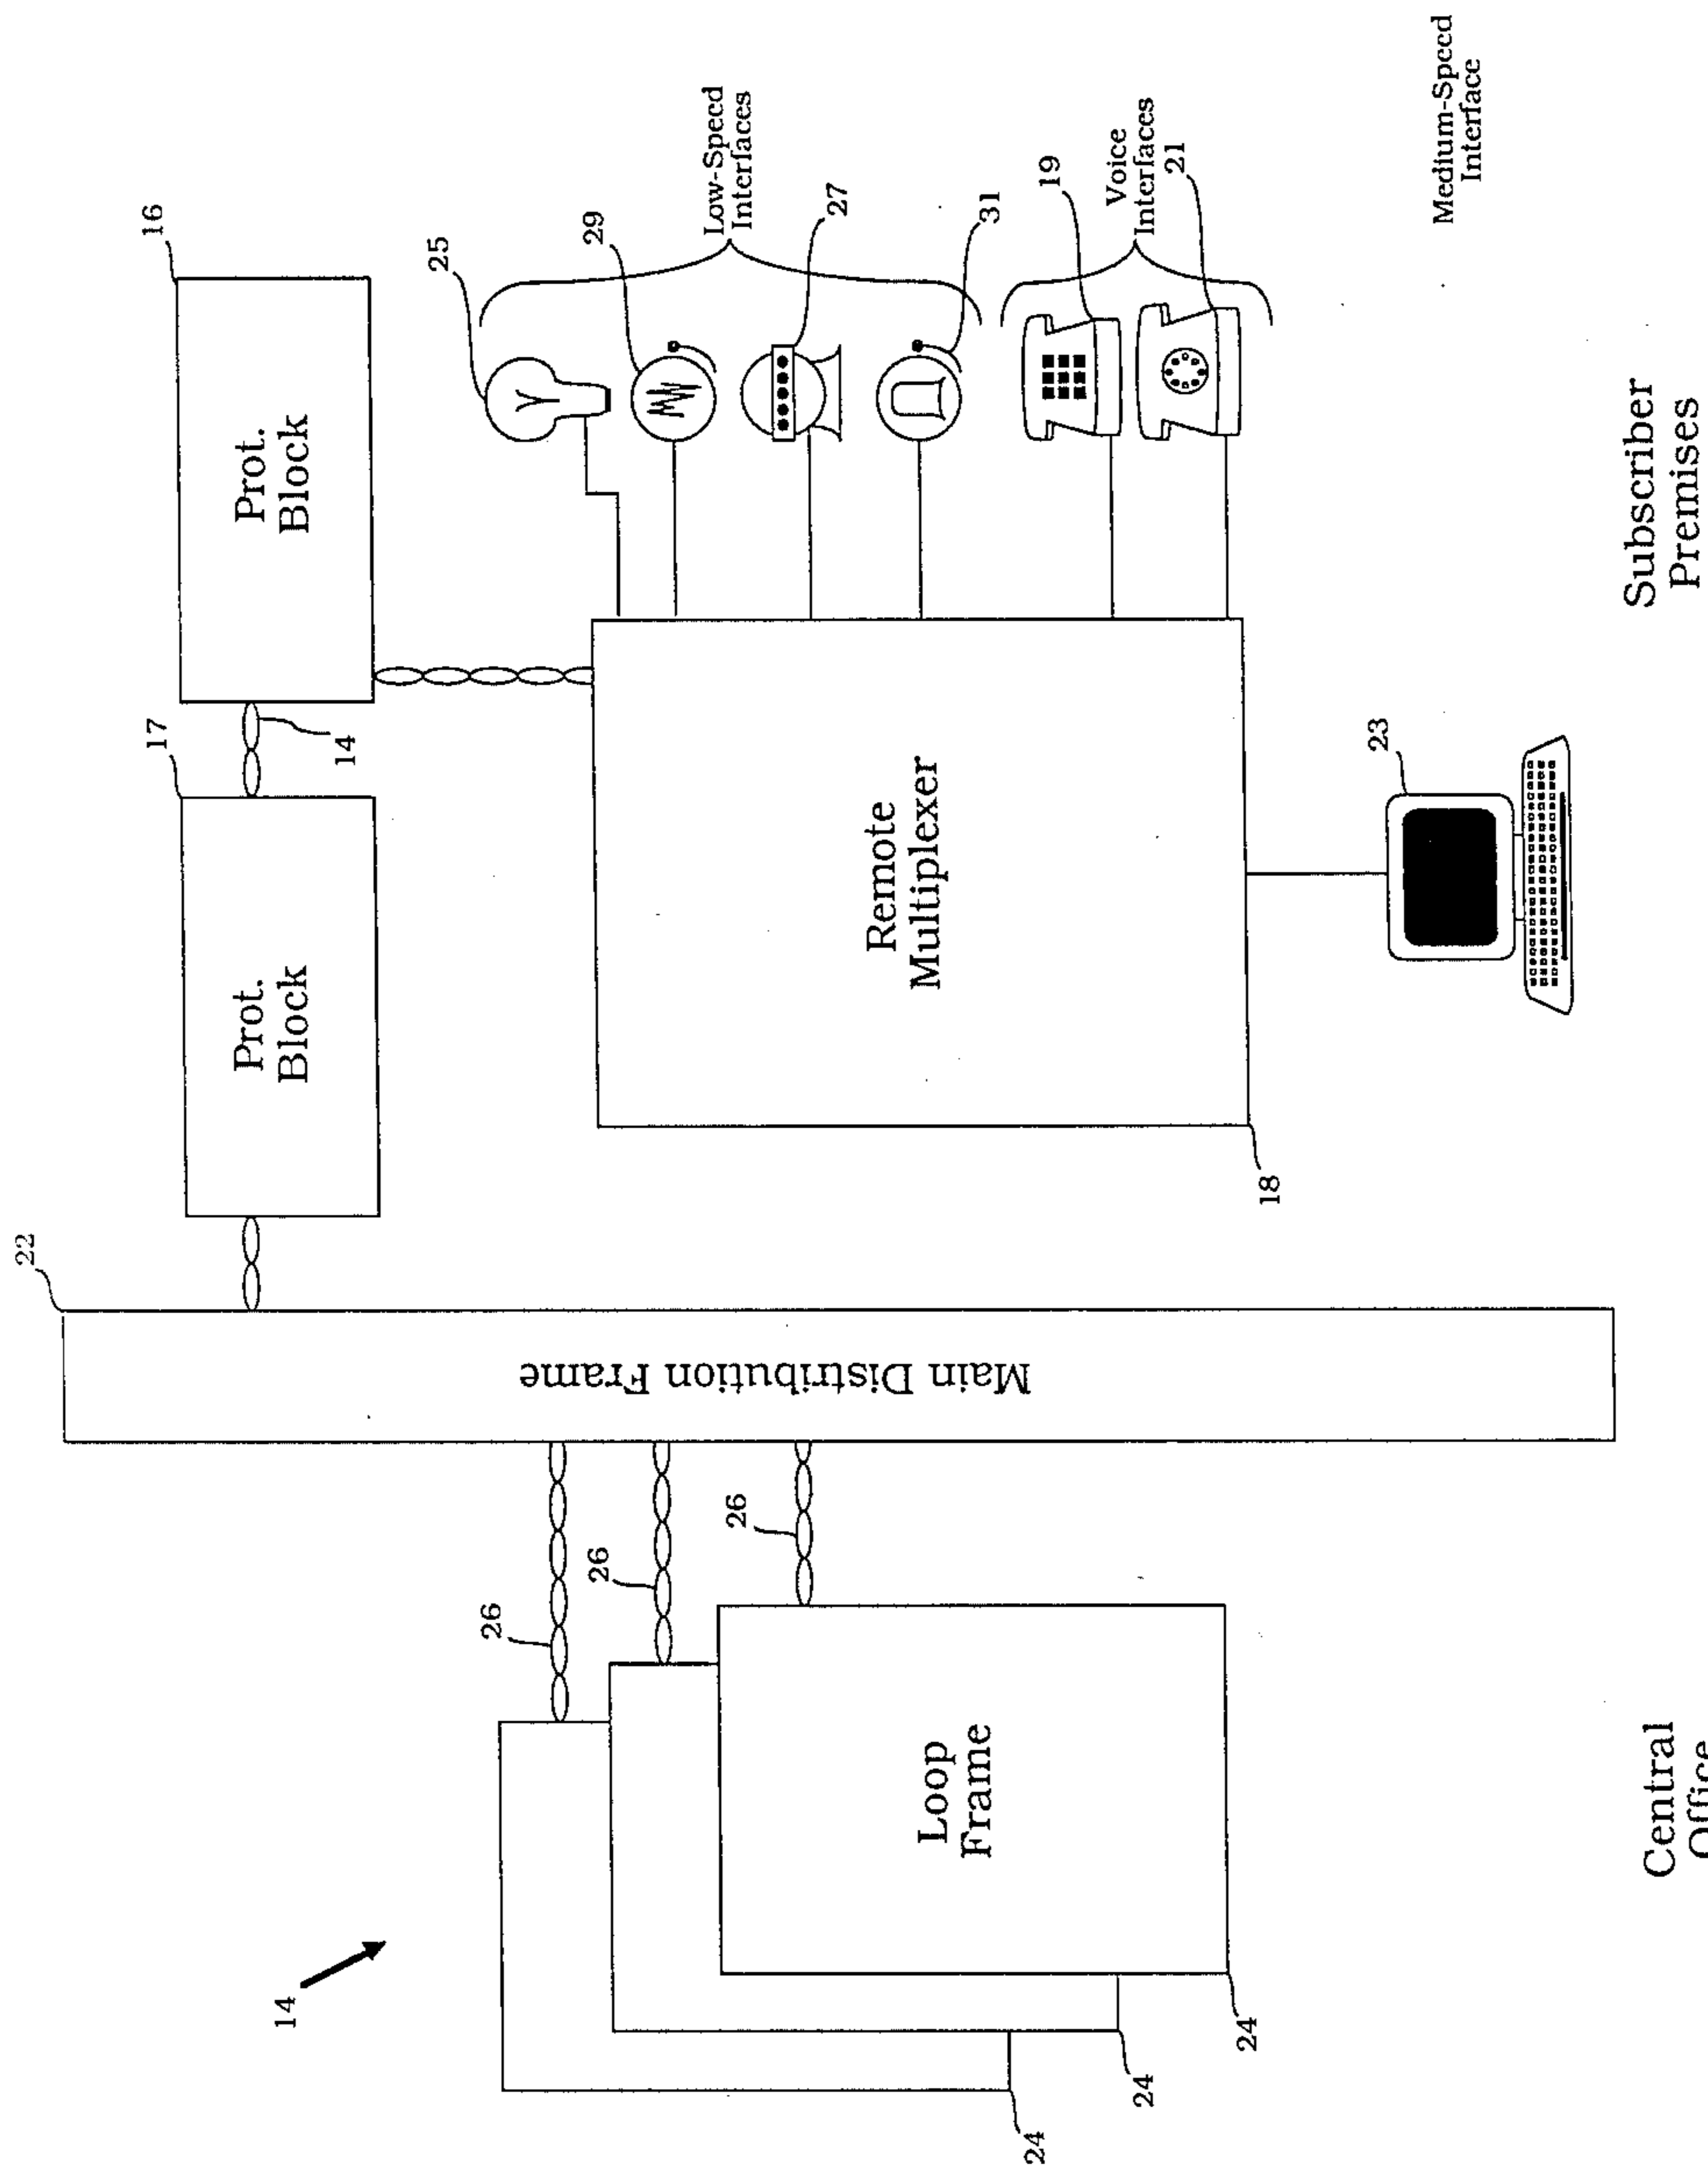 14
24
24
24
Loop
Frame
26
26
26
22
Main Distribution Frame
17
Prot.
Block
14
16
Prot.
Block
18
Remote
Multiplexer
25
29
27
31
Low-Speed
Interfaces
19
Voice
Interfaces
21
23
Medium-Speed
Interface
Central
Office
Subscriber
Premises